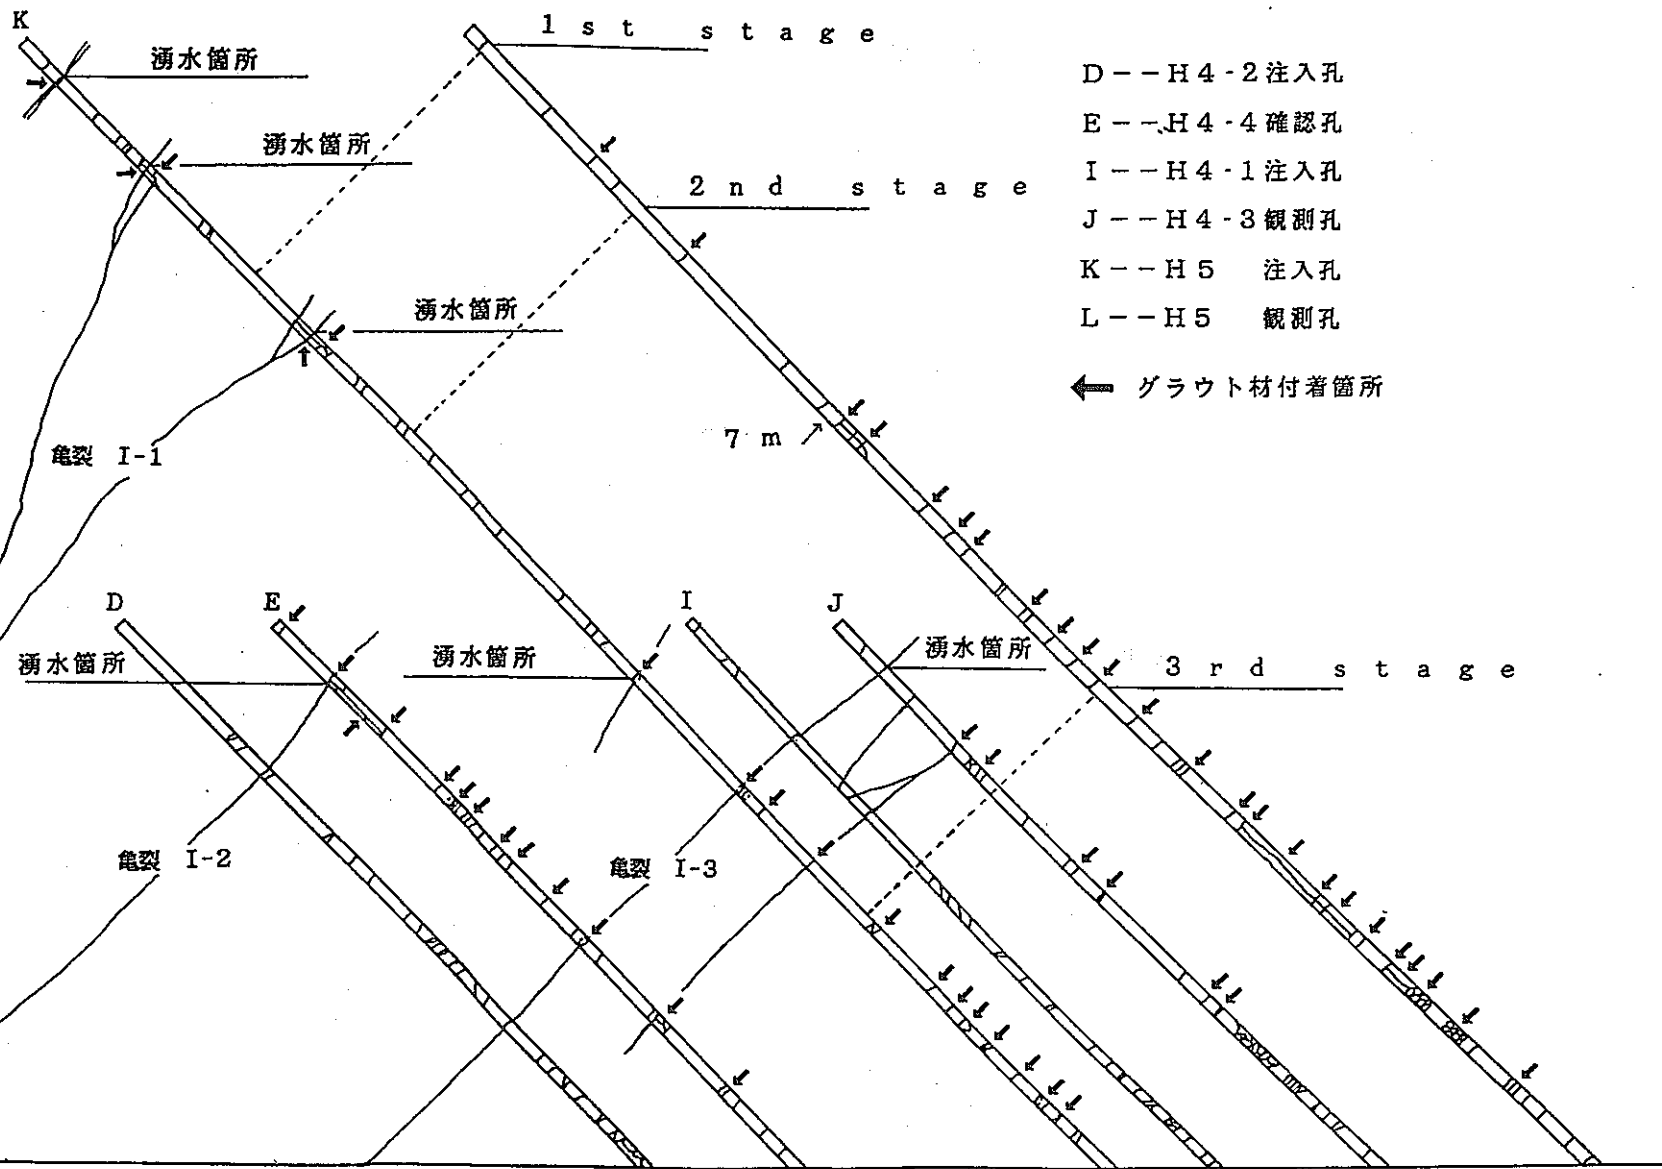 K
1st stage
湧水箇所
湧水箇所
2nd stage
湧水箇所
D--H4-2注入孔
E--H4-4確認孔
I--H4-1注入孔
J--H4-3観測孔
K--H5 注入孔
L--H5 観測孔
グラウト材付着箇所
7m
亀裂 I-1
D
E
I
J
湧水箇所
湧水箇所
湧水箇所
3rd stage
亀裂 I-2
亀裂 I-3